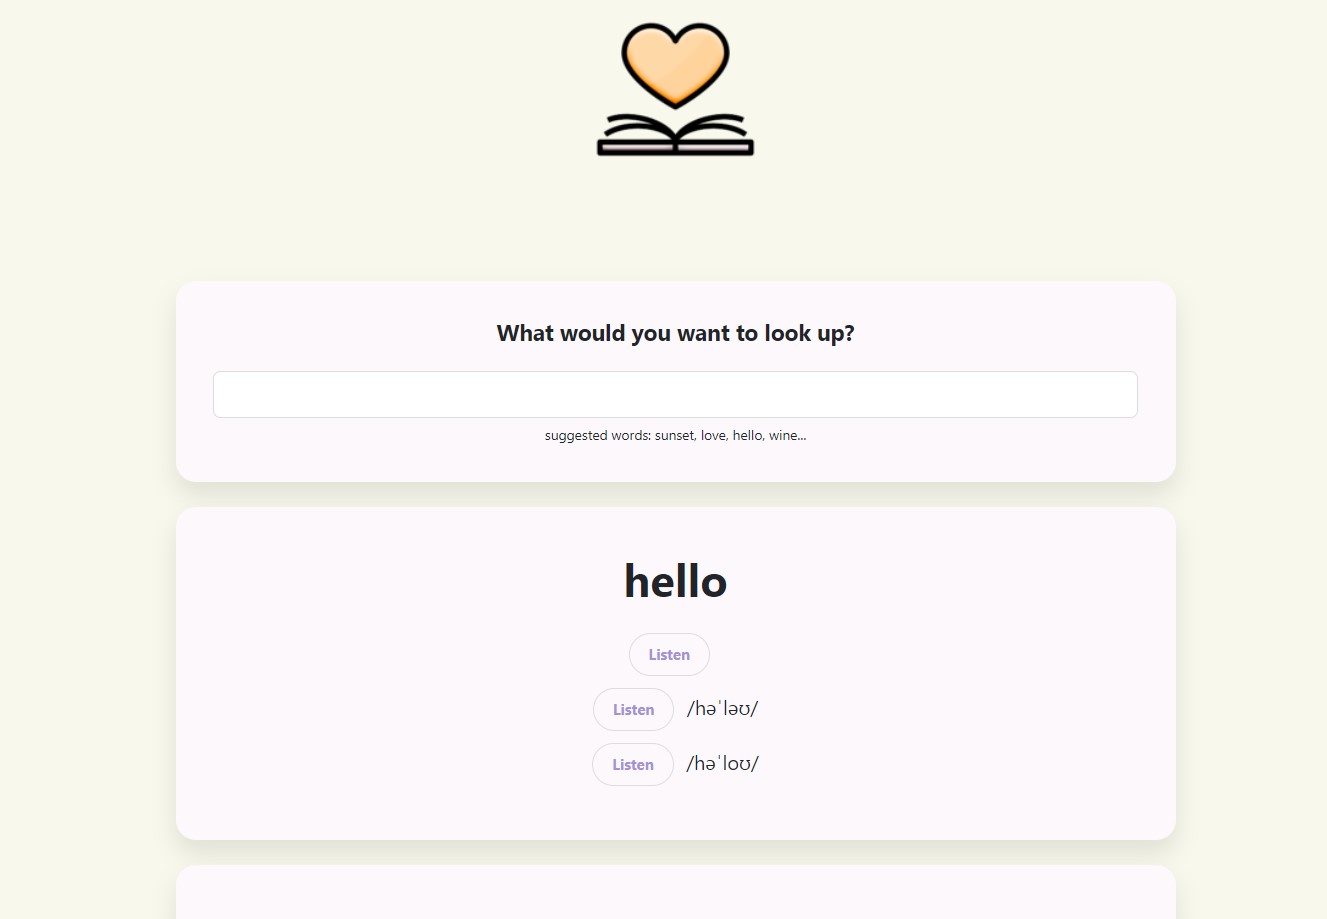 What would you want to look up?
suggested words: sunset, love, hello, wine...
hello
Listen
Listen /həˈləʊ/
Listen /həˈloʊ/